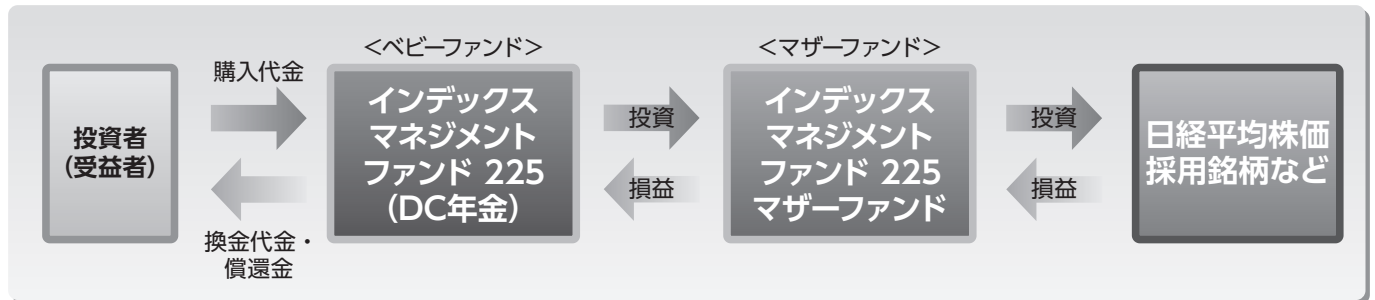 投資者
(受益者)
購入代金
換金代金・
償還金
<ベビーファンド>
インデックス
マネジメント
ファンド 225
(DC年金)
投資
損益
<マザーファンド>
インデックス
マネジメント
ファンド 225
マザーファンド
投資
損益
日経平均株価
採用銘柄など